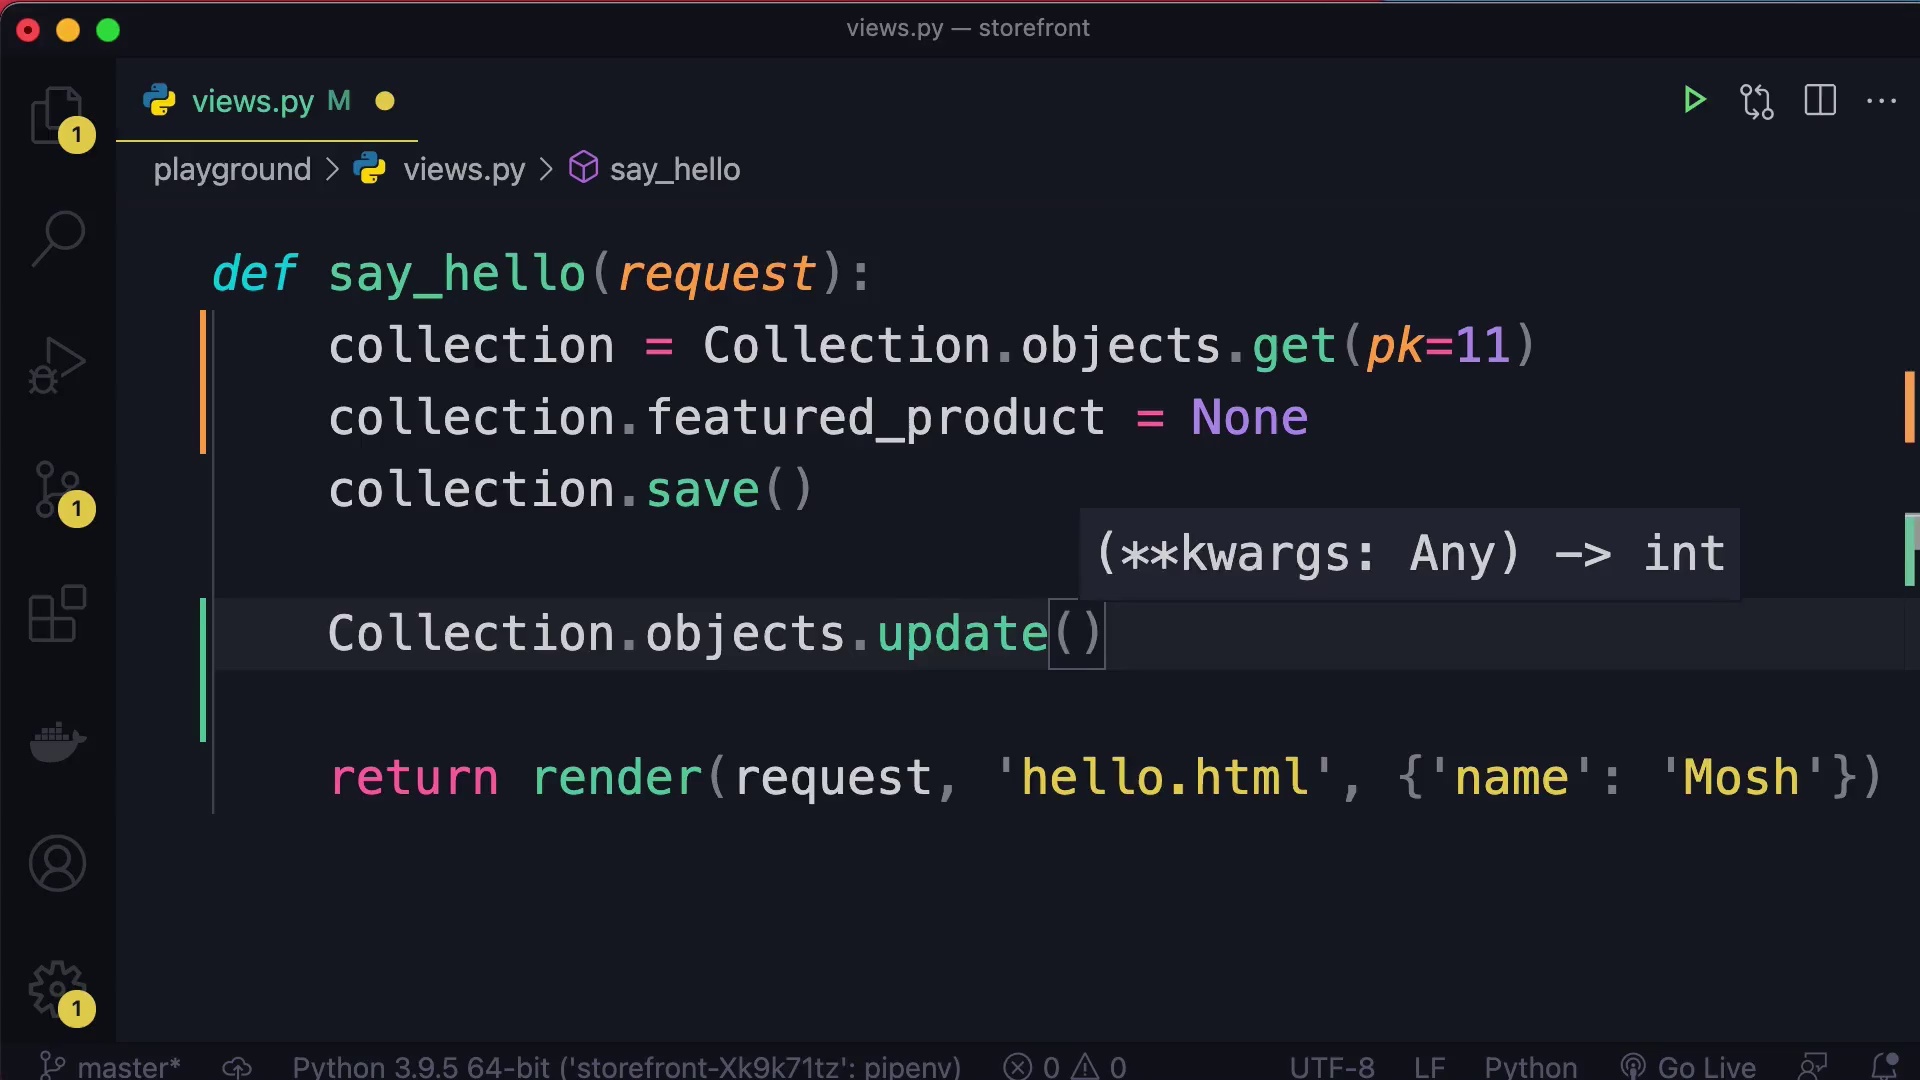 views.py — storefront
views.py M
playground > views.py > say_hello
def say_hello(request):
collection = Collection.objects.get(pk=11)
collection.featured_product = None
collection.save()
(**kwargs: Any) -> int
Collection.objects.update()
return render(request, 'hello.html', {'name': 'Mosh'})
1
1
1
master* Python 3.9.5 64-bit ('storefront-Xk9k71tz': pipenv) 0 0 UTF-8 LF Python Go Live